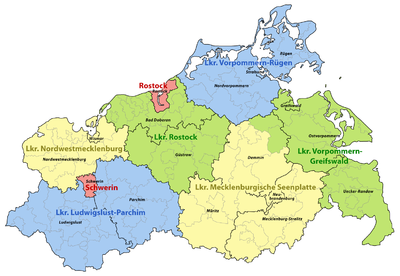 Rügen
Lkr. Vorpommern-Rügen
Stralsund
Rostock
Nordvorpommern
Rostock
Greifswald
Bad Doberan
Wismar
Lkr. Rostock
Ostvorpommern
Lkr. Nordwestmecklenburg
Lkr. Vorpommern-
Greifswald
Nordwestmecklenburg
Güstrow
Demmin
Schwerin
Schwerin
Lkr. Mecklenburgische Seenplatte
Uecker-Randow
Neu-
brandenburg
Parchim
Lkr. Ludwigslust-Parchim
Müritz
Mecklenburg-Strelitz
Ludwigslust